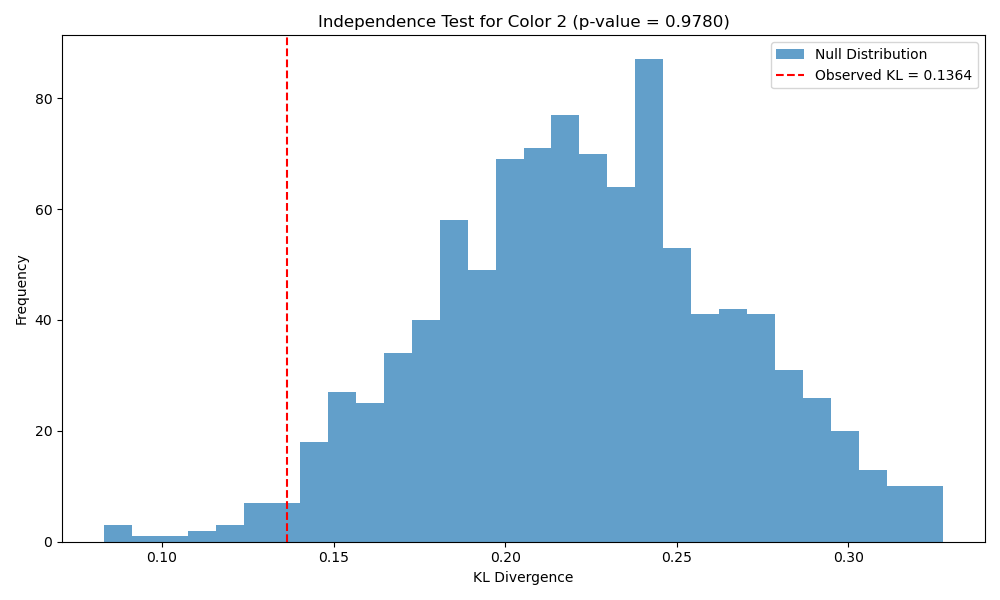 Independence Test for Color 2 (p-value = 0.9780)
Null Distribution
Observed KL = 0.1364
80
60
40
20
0
Frequency
0.10 0.15 0.20 0.25 0.30
KL Divergence